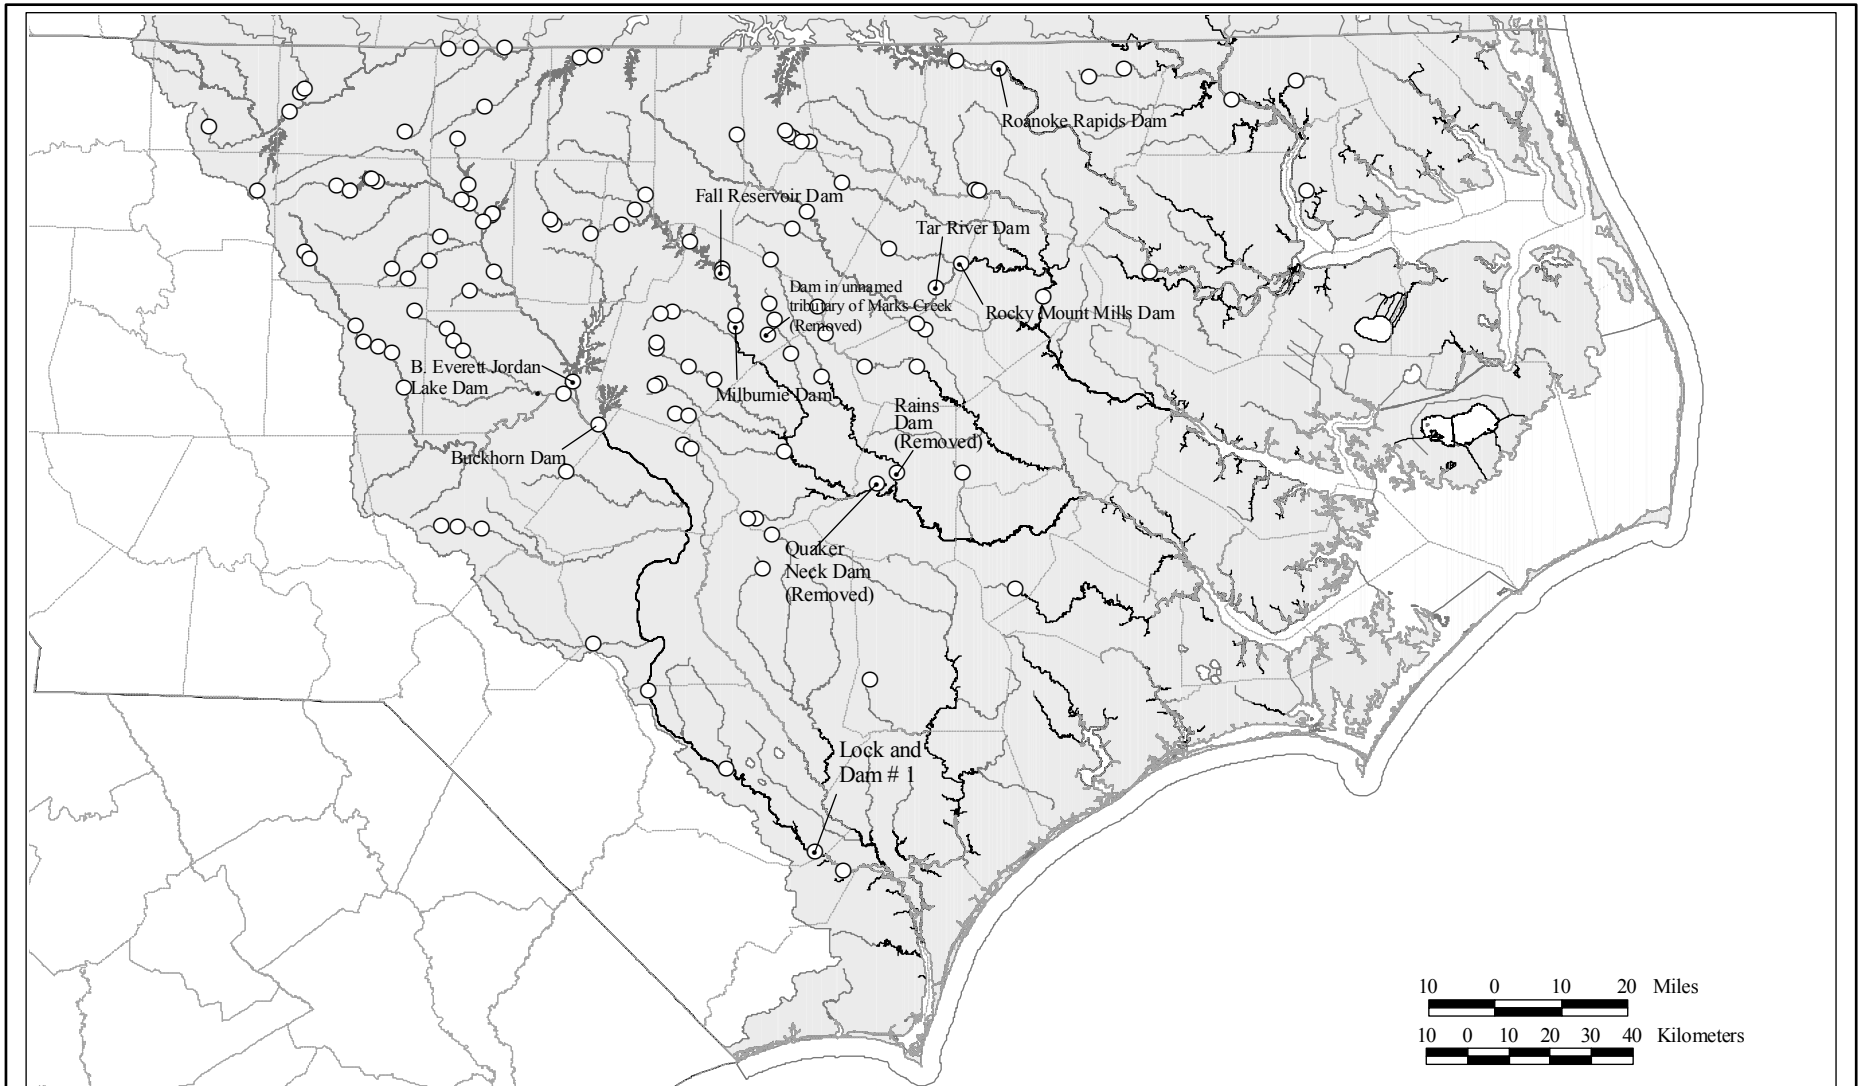 Roanoke Rapids Dam
Fall Reservoir Dam
Tar River Dam
Dam in unnamed
tributary of Marks Creek
(Removed)
Rocky Mount Mills Dam
B. Everett Jordan
Lake Dam
Milburnie Dam
Rains
Dam
(Removed)
Buckhorn Dam
Quaker
Neck Dam
(Removed)
Lock and
Dam # 1
10 0 10 20 Miles
10 0 10 20 30 40 Kilometers